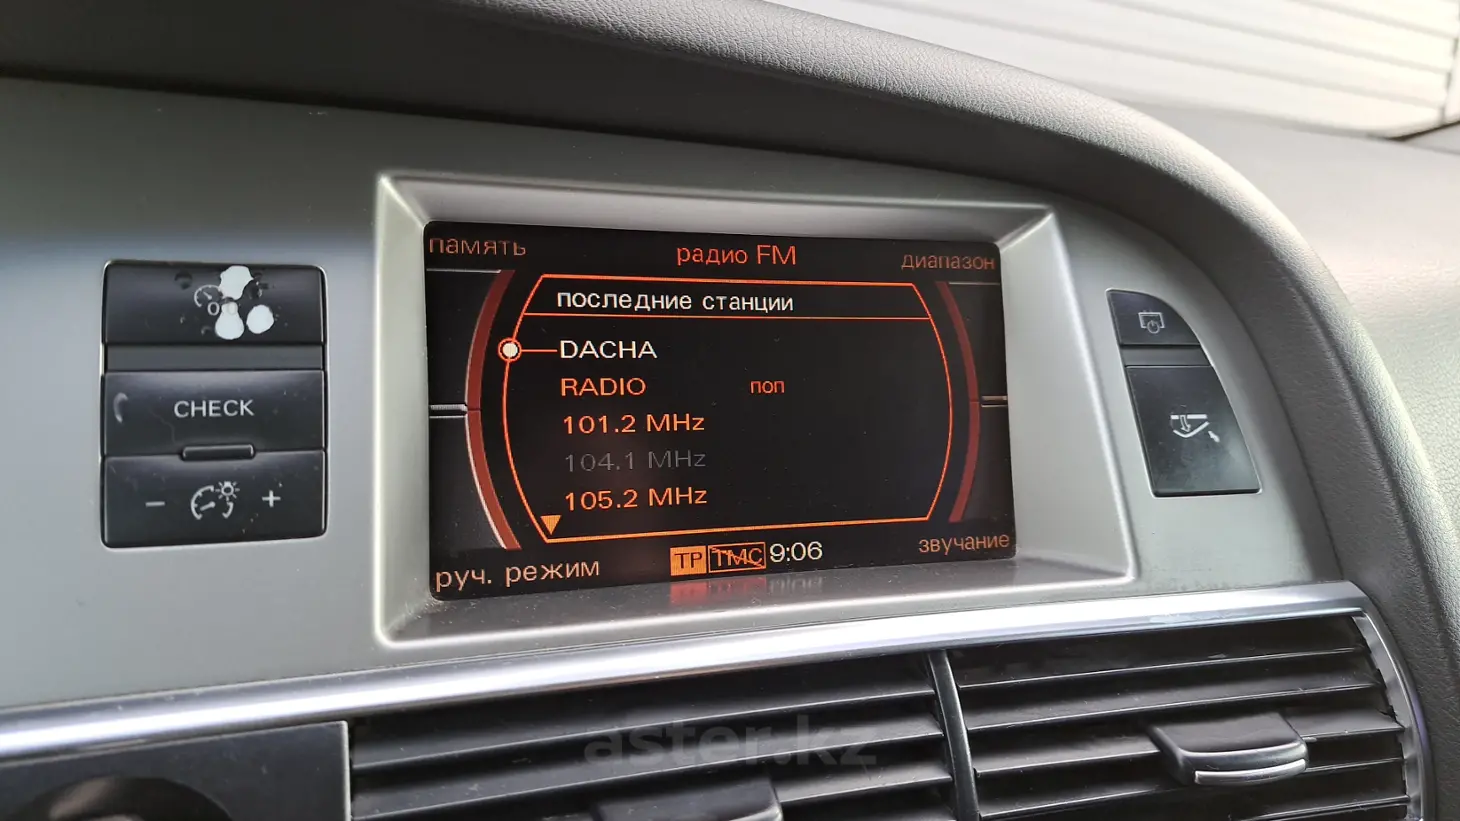 память
радио FM
диапазон
последние станции
DACHA
RADIO поп
101.2 MHz
104.1 MHz
105.2 MHz
руч. режим
TP TMC 9:06
звучание
CHECK
- +
aster.kz